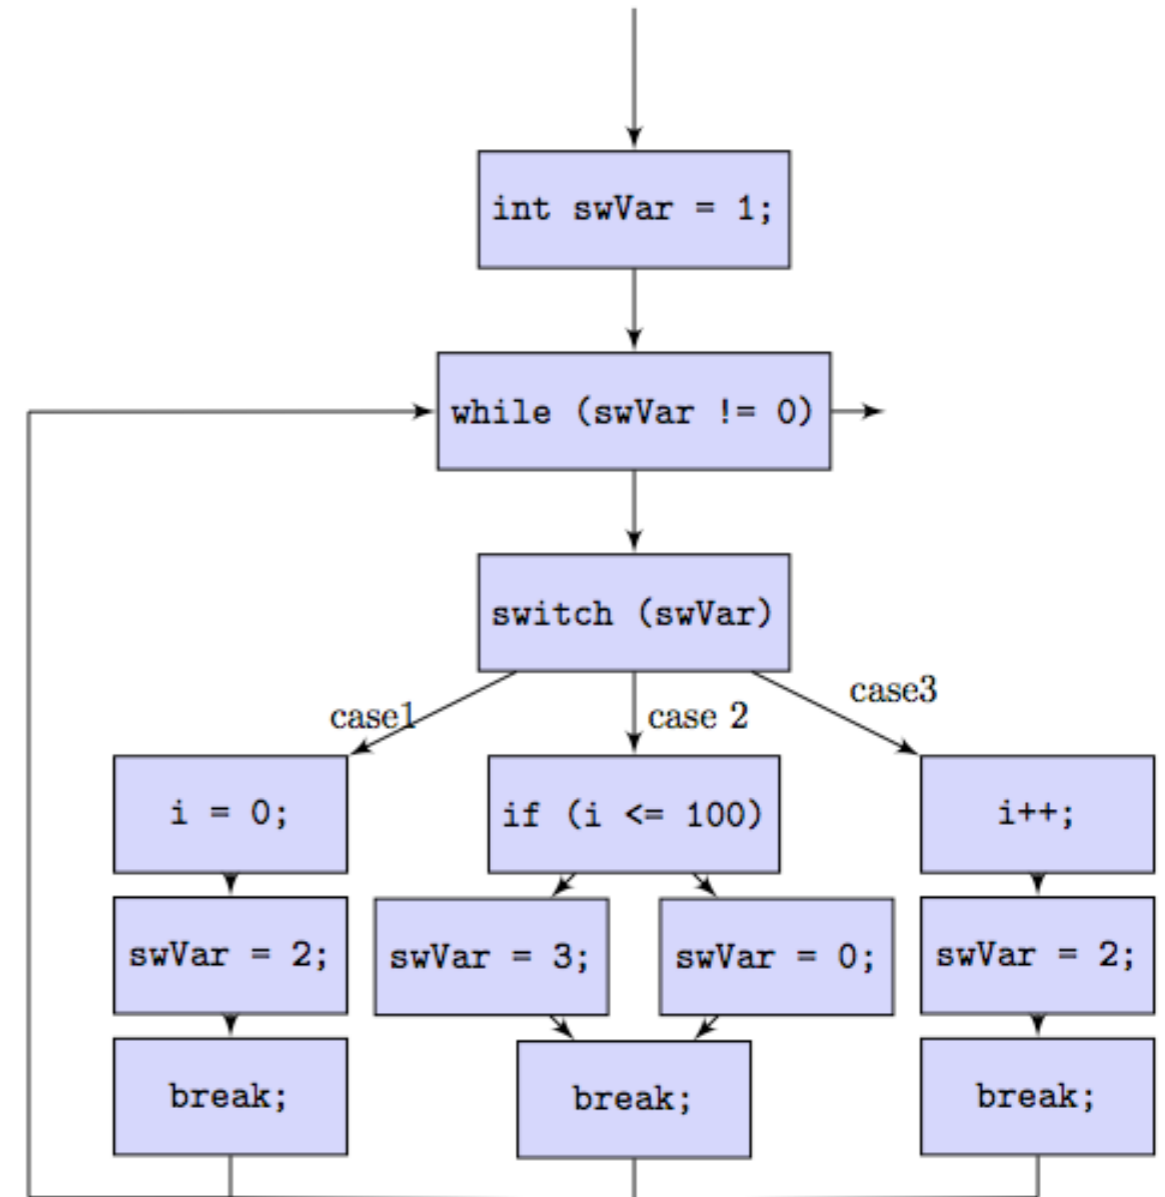 int swVar = 1;
while (swVar != 0)
switch (swVar)
case1
case 2
case3
i = 0;
if (i <= 100)
i++;
swVar = 2;
swVar = 3;
swVar = 0;
swVar = 2;
break;
break;
break;